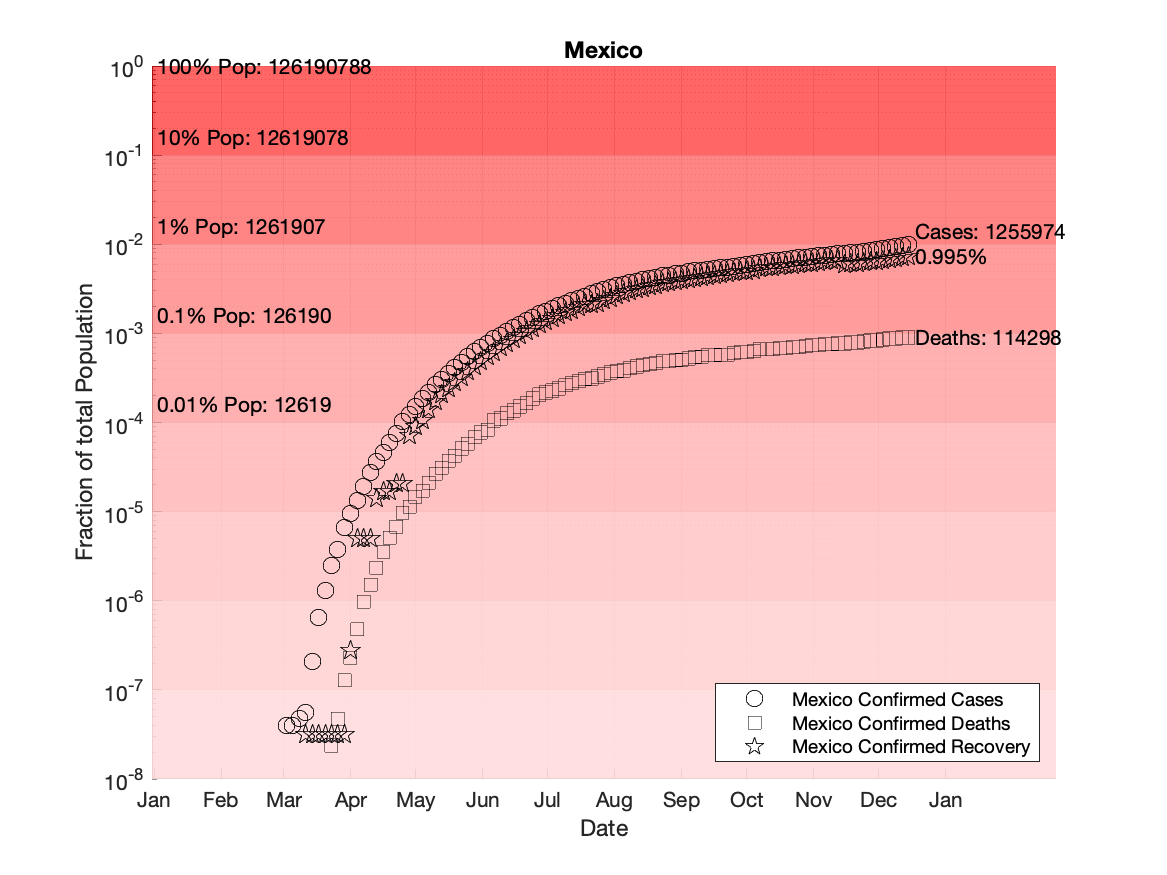 Mexico
10^0
100% Pop: 126190788
10% Pop: 12619078
10^-1
1% Pop: 1261907
10^-2
Cases: 1255974
0.995%
0.1% Pop: 126190
10^-3
Deaths: 114298
0.01% Pop: 12619
10^-4
10^-5
10^-6
10^-7
10^-8
Fraction of total Population
Mexico Confirmed Cases
Mexico Confirmed Deaths
Mexico Confirmed Recovery
Jan Feb Mar Apr May Jun Jul Aug Sep Oct Nov Dec Jan
Date